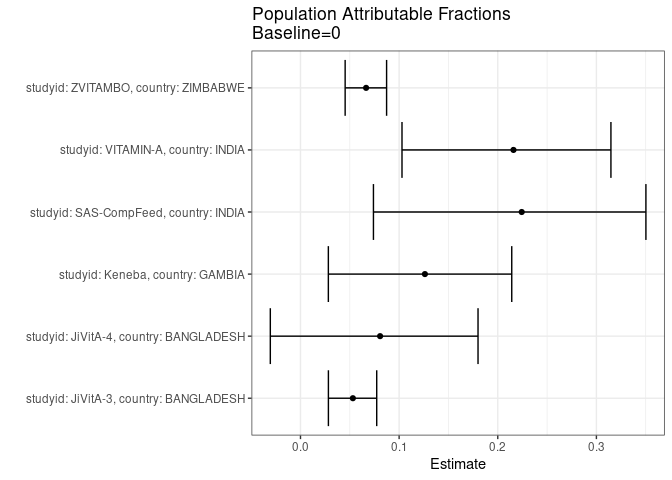 Population Attributable Fractions
Baseline=0
studyid: ZVITAMBO, country: ZIMBABWE
studyid: VITAMIN-A, country: INDIA
studyid: SAS-CompFeed, country: INDIA
studyid: Keneba, country: GAMBIA
studyid: JiVitA-4, country: BANGLADESH
studyid: JiVitA-3, country: BANGLADESH
0.0 0.1 0.2 0.3
Estimate